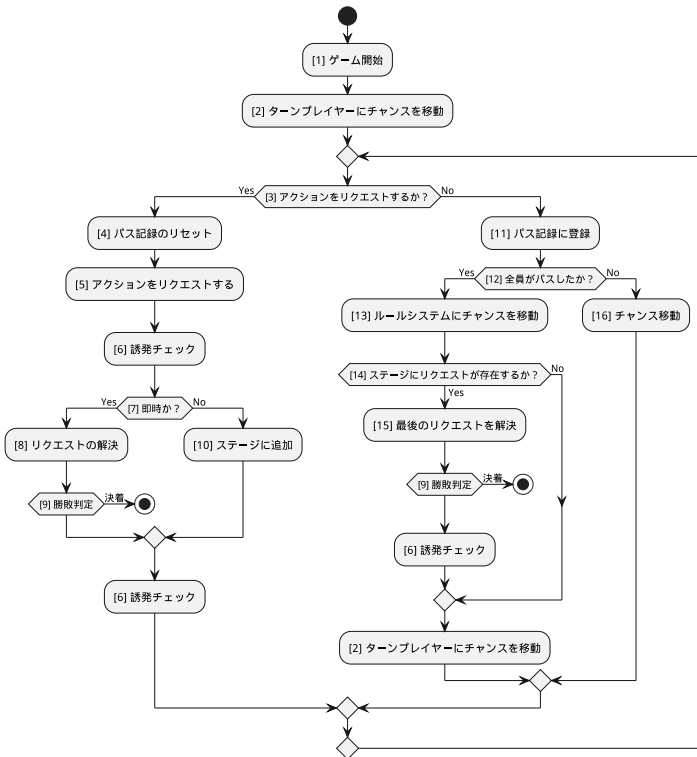 [1] ゲーム開始
[2] ターンプレイヤーにチャンスを移動
[3] アクションをリクエストするか？
Yes
No
[4] パス記録のリセット
[5] アクションをリクエストする
[6] 誘発チェック
[7] 即時か？
Yes
No
[8] リクエストの解決
[10] ステージに追加
[9] 勝敗判定
決着
[6] 誘発チェック
[11] パス記録に登録
[12] 全員がパスしたか？
Yes
No
[13] ルールシステムにチャンスを移動
[16] チャンス移動
[14] ステージにリクエストが存在するか？
No
Yes
[15] 最後のリクエストを解決
[9] 勝敗判定
決着
[6] 誘発チェック
[2] ターンプレイヤーにチャンスを移動